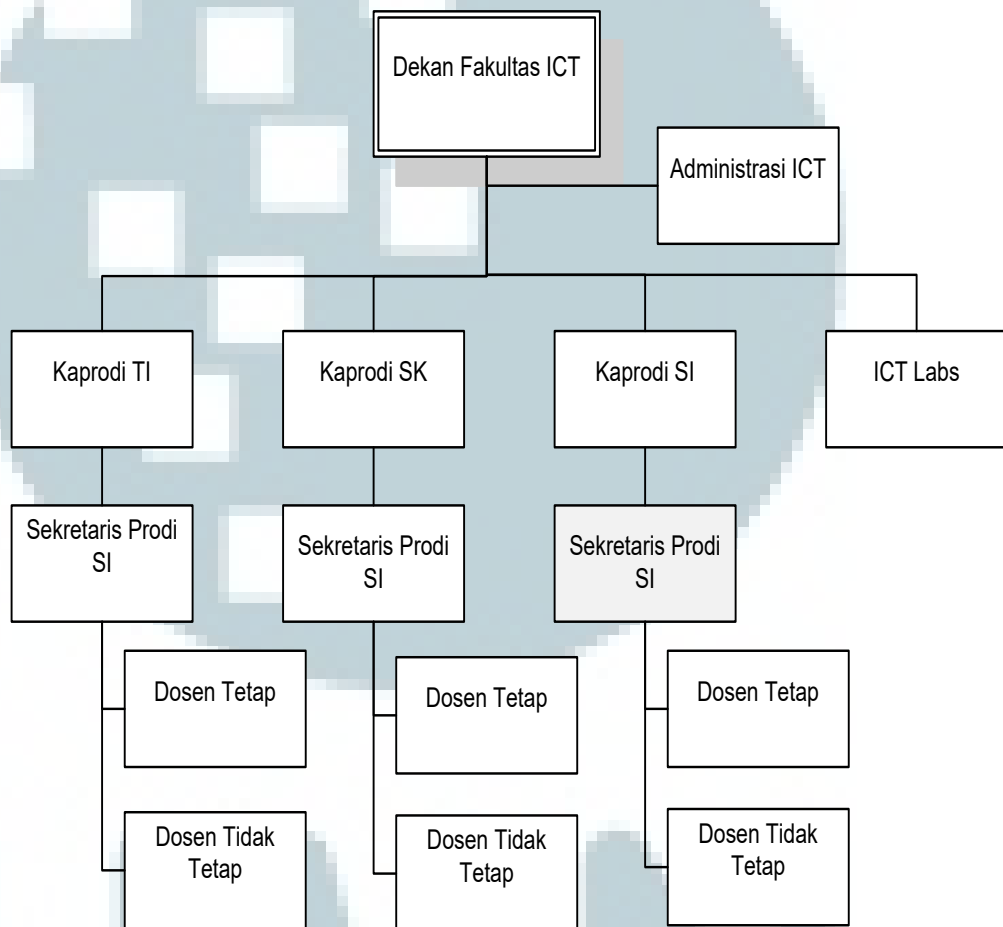 Dekan Fakultas ICT
Administrasi ICT
Kaprodi TI
Kaprodi SK
Kaprodi SI
ICT Labs
Sekretaris Prodi
SI
Sekretaris Prodi
SI
Sekretaris Prodi
SI
Dosen Tetap
Dosen Tetap
Dosen Tetap
Dosen Tidak
Tetap
Dosen Tidak
Tetap
Dosen Tidak
Tetap